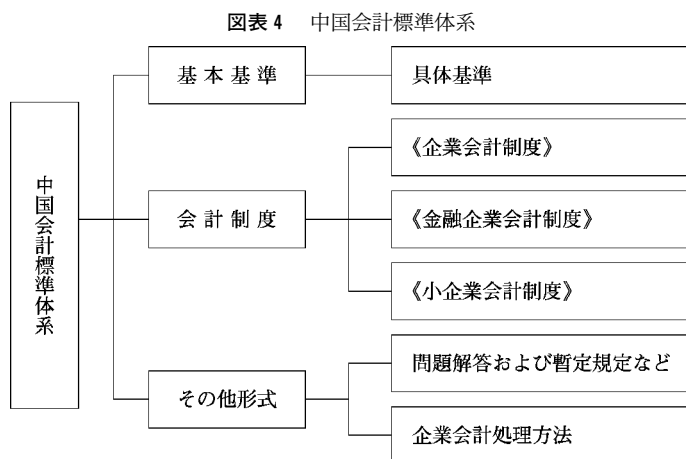 図表4 中国会計標準体系
中国会計標準体系
基本基準
具体基準
会計制度
《企業会計制度》
《金融企業会計制度》
《小企業会計制度》
その他形式
問題解答および暫定規定など
企業会計処理方法